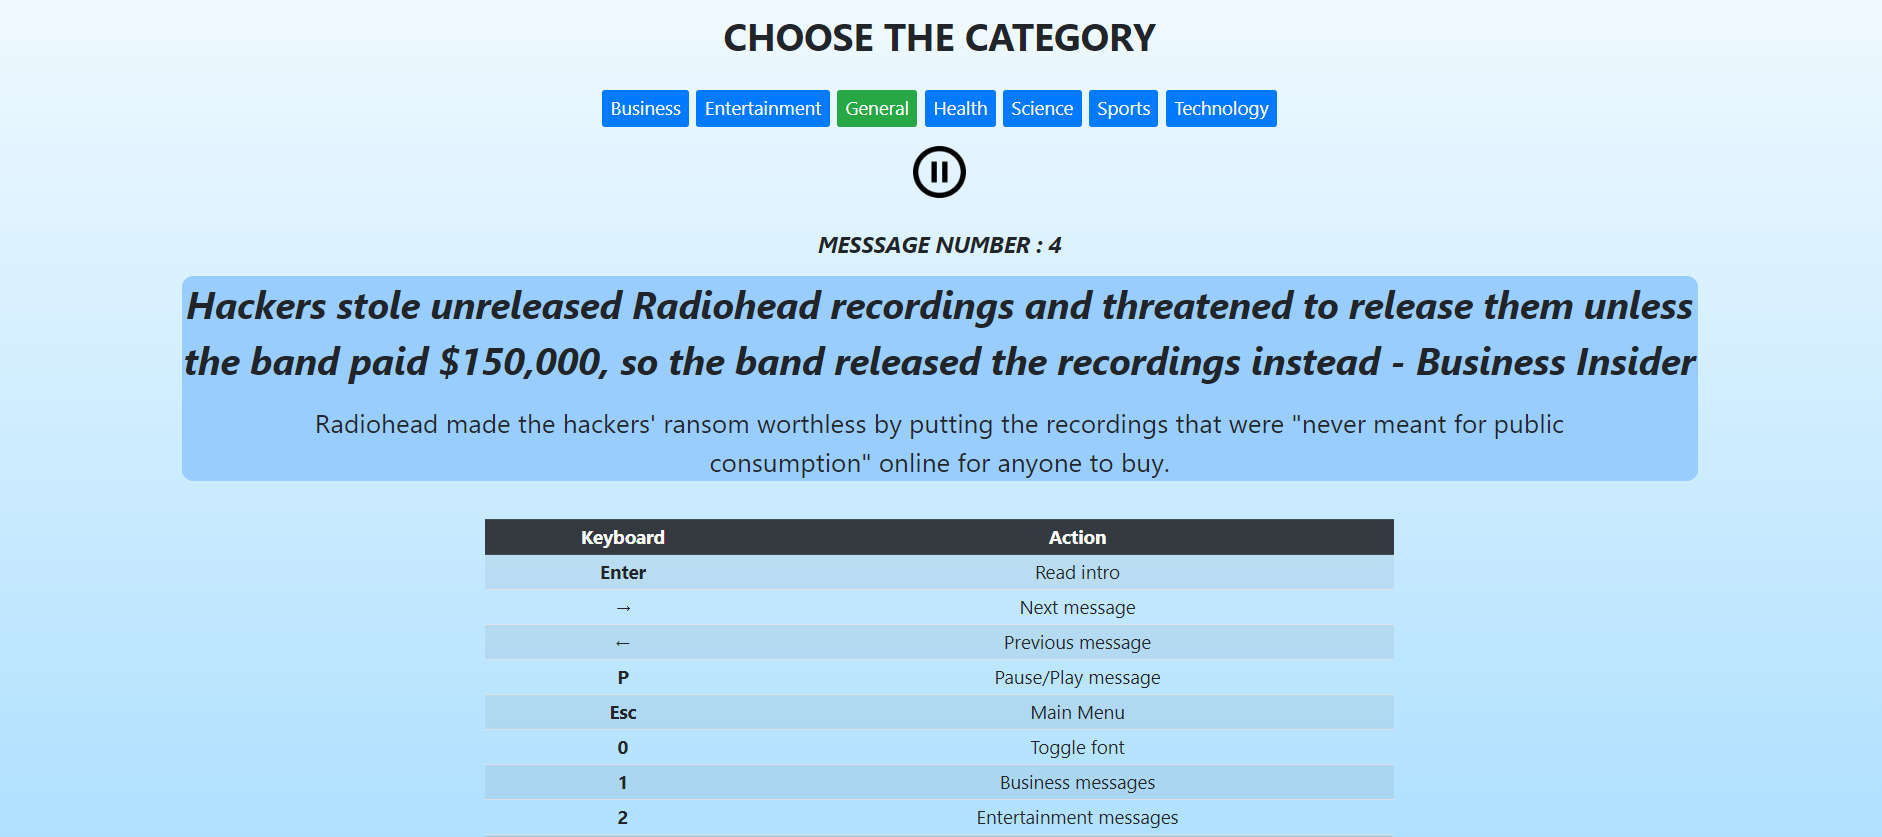 CHOOSE THE CATEGORY
Business Entertainment General Health Science Sports Technology
MESSSAGE NUMBER : 4
Hackers stole unreleased Radiohead recordings and threatened to release them unless
the band paid $150,000, so the band released the recordings instead - Business Insider
Radiohead made the hackers' ransom worthless by putting the recordings that were "never meant for public
consumption" online for anyone to buy.
Keyboard Action
Enter Read intro
→ Next message
← Previous message
P Pause/Play message
Esc Main Menu
0 Toggle font
1 Business messages
2 Entertainment messages